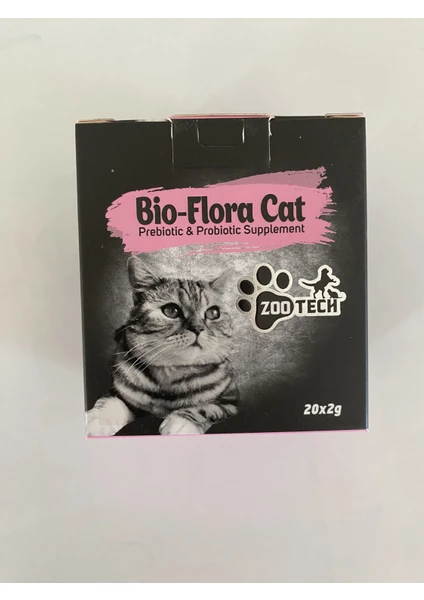 Bio-Flora Cat
Prebiotic & Probiotic Supplement
ZOOTECH
20x2g